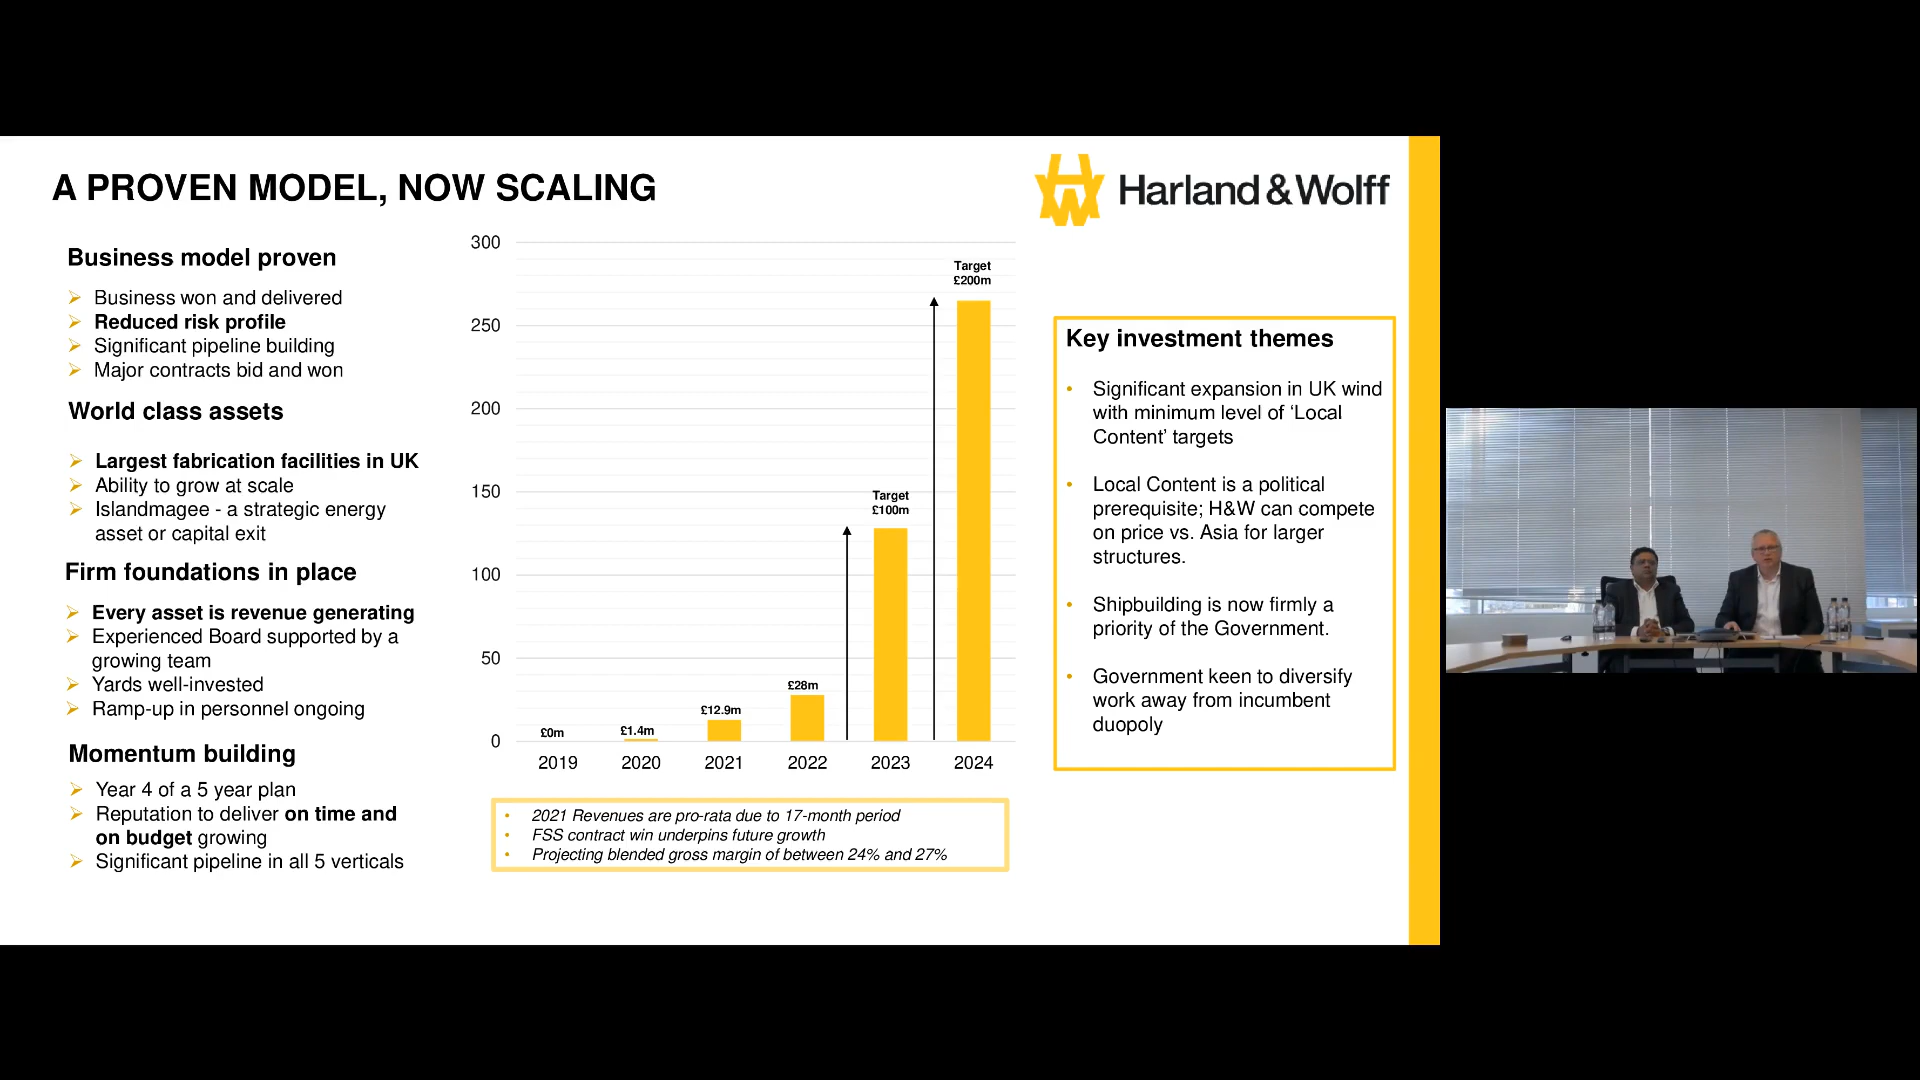 A PROVEN MODEL, NOW SCALING
Harland & Wolff
Business model proven
Business won and delivered
Reduced risk profile
Significant pipeline building
Major contracts bid and won
World class assets
Largest fabrication facilities in UK
Ability to grow at scale
Islandmagee - a strategic energy
asset or capital exit
Firm foundations in place
Every asset is revenue generating
Experienced Board supported by a
growing team
Yards well-invested
Ramp-up in personnel ongoing
Momentum building
Year 4 of a 5 year plan
Reputation to deliver on time and
on budget growing
Significant pipeline in all 5 verticals
300
250
200
150
100
50
0
£0m
£1.4m
£12.9m
£28m
Target
£100m
Target
£200m
2019 2020 2021 2022 2023 2024
• 2021 Revenues are pro-rata due to 17-month period
• FSS contract win underpins future growth
• Projecting blended gross margin of between 24% and 27%
Key investment themes
• Significant expansion in UK wind
with minimum level of ‘Local
Content’ targets
• Local Content is a political
prerequisite; H&W can compete
on price vs. Asia for larger
structures.
• Shipbuilding is now firmly a
priority of the Government.
• Government keen to diversify
work away from incumbent
duopoly